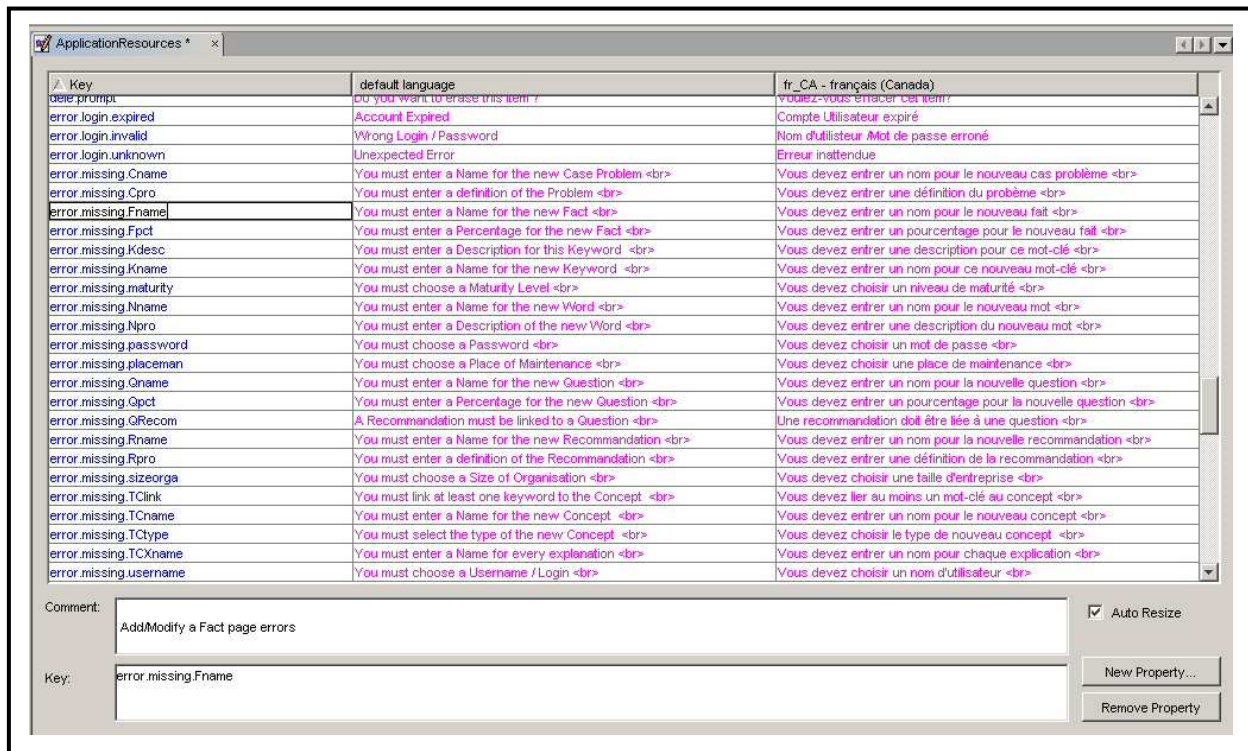 ApplicationResources *
Key default language fr_CA - français (Canada)
dele.prompt Do you want to erase this item ? Voulez-vous effacer cet item?
error.login.expired Account Expired Compte Utilisateur expiré
error.login.invalid Wrong Login / Password Nom d'utilisteur /Mot de passe erroné
error.login.unknown Unexpected Error Erreur inattendue
error.missing.Cname You must enter a Name for the new Case Problem <br> Vous devez entrer un nom pour le nouveau cas problème <br>
error.missing.Cpro You must enter a definition of the Problem <br> Vous devez entrer une définition du probème <br>
error.missing.Fname You must enter a Name for the new Fact <br> Vous devez entrer un nom pour le nouveau fait <br>
error.missing.Fpct You must enter a Percentage for the new Fact <br> Vous devez entrer un pourcentage pour le nouveau fait <br>
error.missing.Kdesc You must enter a Description for this Keyword <br> Vous devez entrer une description pour ce mot-clé <br>
error.missing.Kname You must enter a Name for the new Keyword <br> Vous devez entrer un nom pour ce nouveau mot-clé <br>
error.missing.maturity You must choose a Maturity Level <br> Vous devez choisir un niveau de maturité <br>
error.missing.Nname You must enter a Name for the new Word <br> Vous devez entrer un nom pour le nouveau mot <br>
error.missing.Npro You must enter a Description of the new Word <br> Vous devez entrer une description du nouveau mot <br>
error.missing.password You must choose a Password <br> Vous devez choisir un mot de passe <br>
error.missing.placeman You must choose a Place of Maintenance <br> Vous devez choisir une place de maintenance <br>
error.missing.Qname You must enter a Name for the new Question <br> Vous devez entrer un nom pour la nouvelle question <br>
error.missing.Qpct You must enter a Percentage for the new Question <br> Vous devez entrer un pourcentage pour la nouvelle question <br>
error.missing.QRecom A Recommandation must be linked to a Question <br> Une recommandation doit être liée à une question <br>
error.missing.Rname You must enter a Name for the new Recommandation <br> Vous devez entrer un nom pour la nouvelle recommandation <br>
error.missing.Rpro You must enter a definition of the Recommandation <br> Vous devez entrer une définition de la recommandation <br>
error.missing.sizeorga You must choose a Size of Organisation <br> Vous devez choisir une taille d'entreprise <br>
error.missing.TClink You must link at least one keyword to the Concept <br> Vous devez lier au moins un mot-clé au concept <br>
error.missing.TCname You must enter a Name for the new Concept <br> Vous devez entrer un nom pour le nouveau concept <br>
error.missing.TCtype You must select the type of the new Concept <br> Vous devez choisir le type de nouveau concept <br>
error.missing.TCXname You must enter a Name for every explanation <br> Vous devez entrer un nom pour chaque explication <br>
error.missing.username You must choose a Username / Login <br> Vous devez choisir un nom d'utilsateur <br>
Comment: Add/Modify a Fact page errors
Auto Resize
Key: error.missing.Fname
New Property...
Remove Property